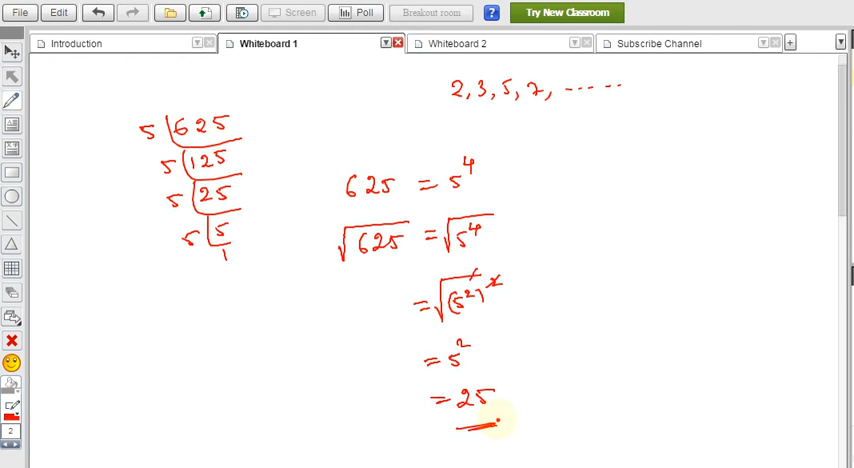 File Edit Screen Poll Breakout room ? Try New Classroom
Introduction Whiteboard 1 Whiteboard 2 Subscribe Channel +
2, 3, 5, 7, ......
5 625
5 125
5 25
5 5
1
625 = 5⁴
√625 = √5⁴
= √(5²)²
= 5²
= 25
2